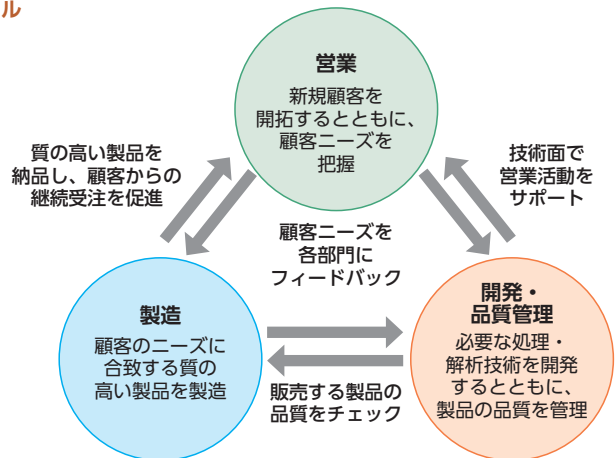 ル
営業
新規顧客を
開拓するとともに、
顧客ニーズを
把握
質の高い製品を
納品し、顧客からの
継続受注を促進
技術面で
営業活動を
サポート
顧客ニーズを
各部門に
フィードバック
製造
顧客のニーズに
合致する質の
高い製品を製造
開発・
品質管理
必要な処理・
解析技術を開発
するとともに、
製品の品質を管理
販売する製品の
品質をチェック